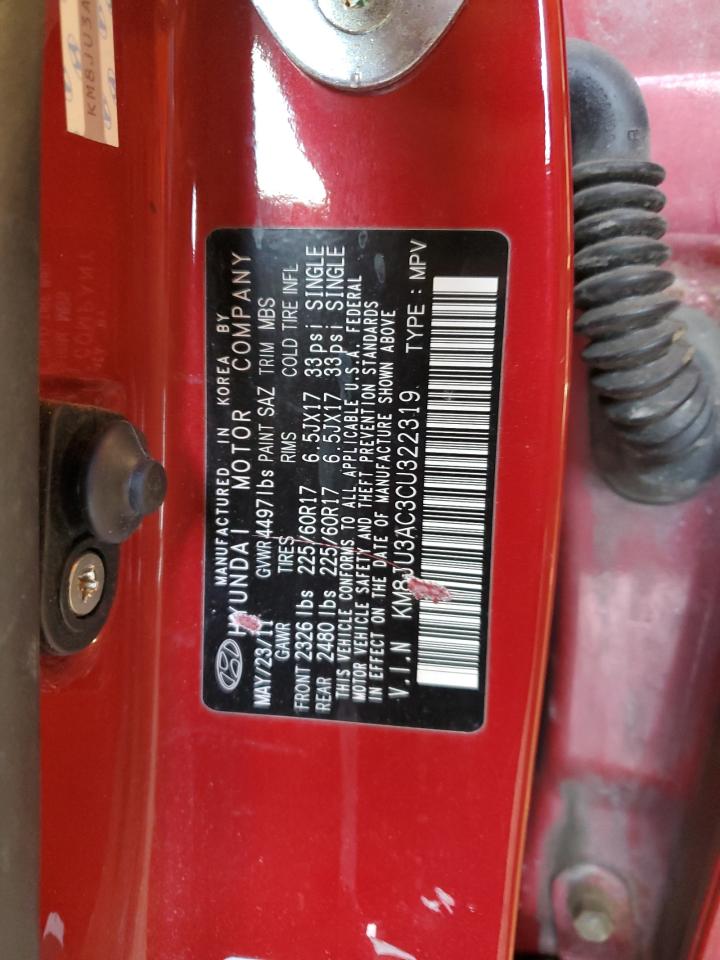 KM8JU3A
MANUFACTURED IN KOREA BY
HYUNDAI MOTOR COMPANY
MAY/23/11 GVWR 4497lbs PAINT SAZ TRIM MBS
GAWR TIRES RIMS COLD TIRE INFL
FRONT 2326 lbs 225/60R17 6.5JX17 33psi SINGLE
REAR 2480 lbs 225/60R17 6.5JX17 33psi SINGLE
THIS VEHICLE CONFORMS TO ALL APPLICABLE U.S.A. FEDERAL
MOTOR VEHICLE SAFETY AND THEFT PREVENTION STANDARDS
IN EFFECT ON THE DATE OF MANUFACTURE SHOWN ABOVE
V.I.N KM8JU3AC3CU322319 TYPE : MPV